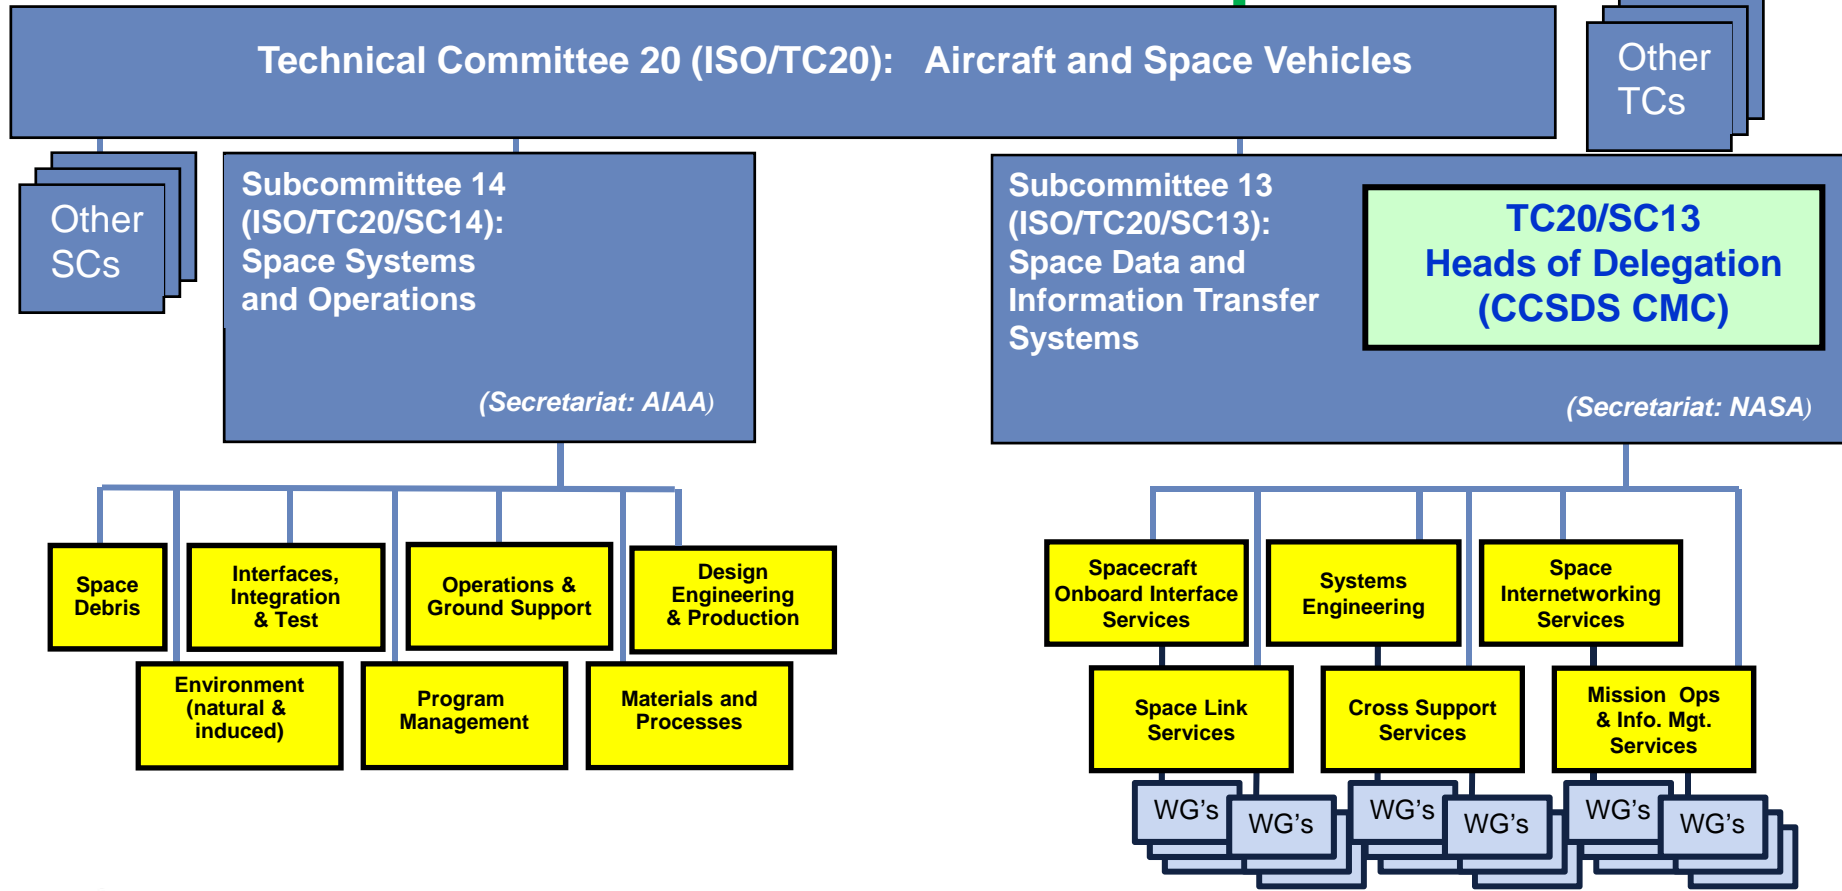 Technical Committee 20 (ISO/TC20): Aircraft and Space Vehicles
Other
TCs
Other
SCs
Subcommittee 14
(ISO/TC20/SC14):
Space Systems
and Operations
(Secretariat: AIAA)
Subcommittee 13
(ISO/TC20/SC13):
Space Data and
Information Transfer
Systems
TC20/SC13
Heads of Delegation
(CCSDS CMC)
(Secretariat: NASA)
Space
Debris
Interfaces,
Integration
& Test
Operations &
Ground Support
Design
Engineering
& Production
Environment
(natural &
induced)
Program
Management
Materials and
Processes
Spacecraft
Onboard Interface
Services
Systems
Engineering
Space
Internetworking
Services
Space Link
Services
Cross Support
Services
Mission Ops
& Info. Mgt.
Services
WG's
WG's
WG's
WG's
WG's
WG's